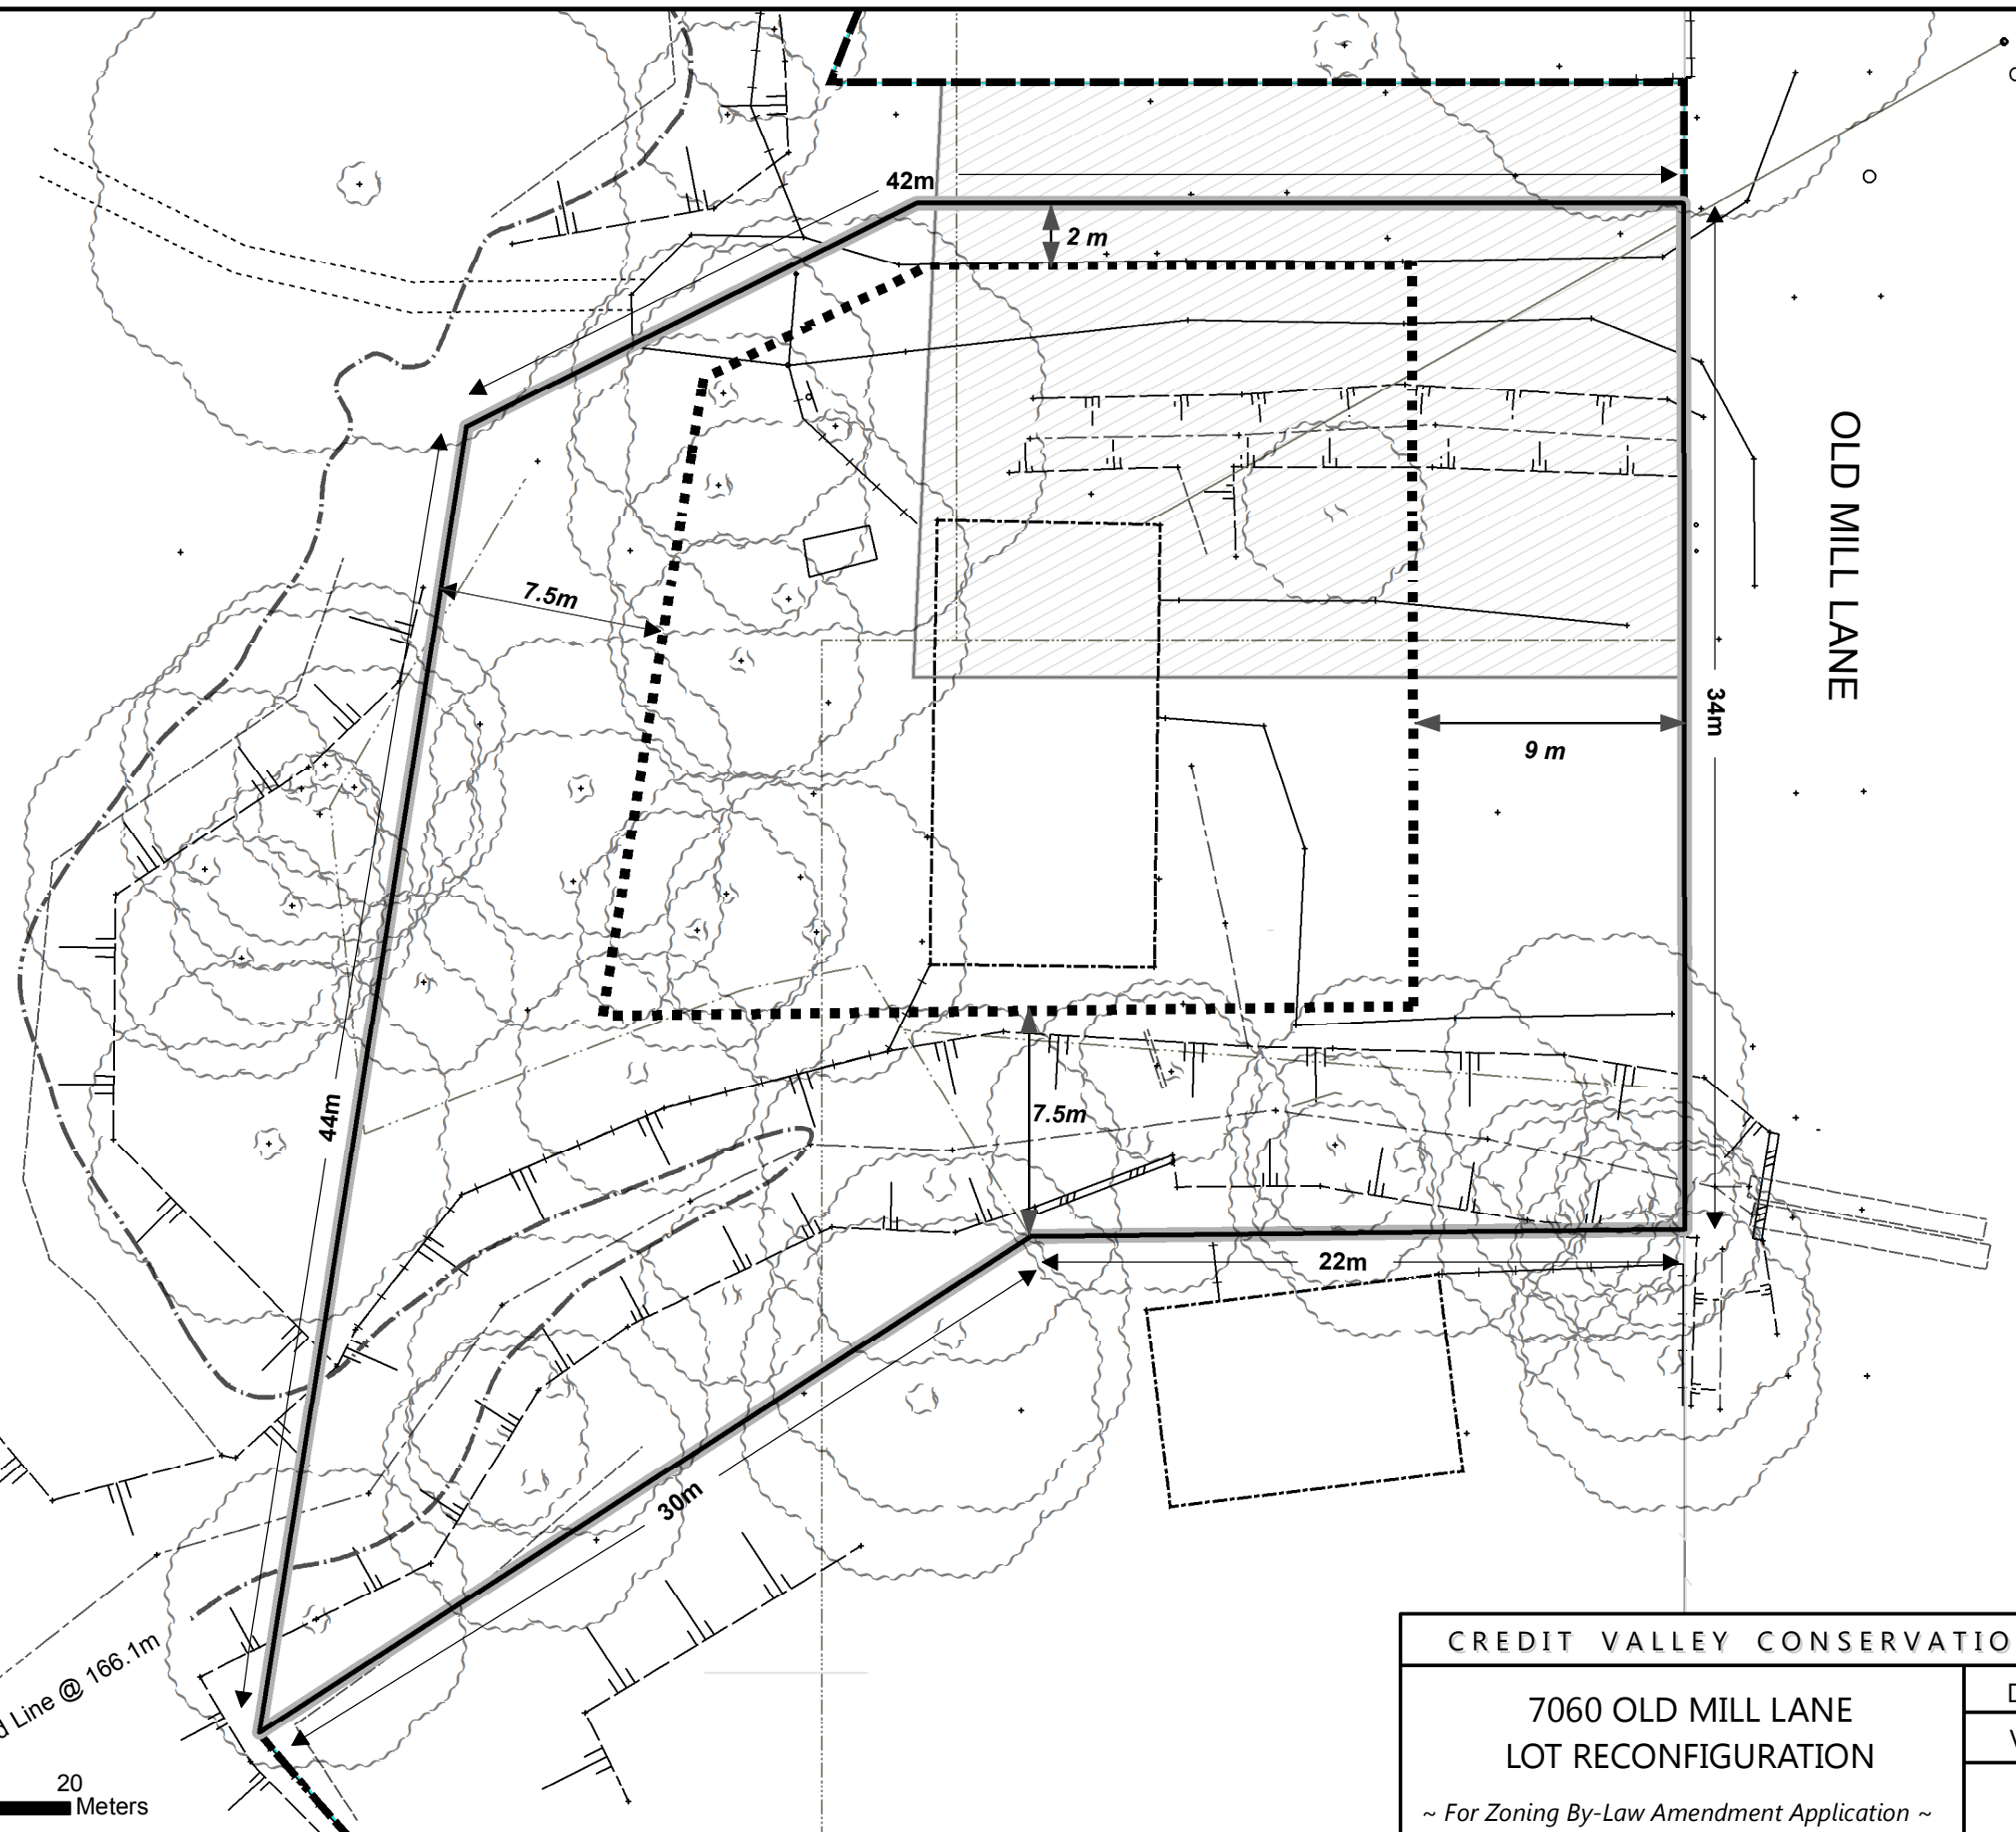 42m
2 m
OLD MILL LANE
7.5m
34m
9 m
44m
7.5m
22m
30m
Line @ 166.1m
20
Meters
CREDIT VALLEY
7060 OLD MILL LANE
LOT RECONFIGURATION
~ For Zoning By-Law Amendment Application ~